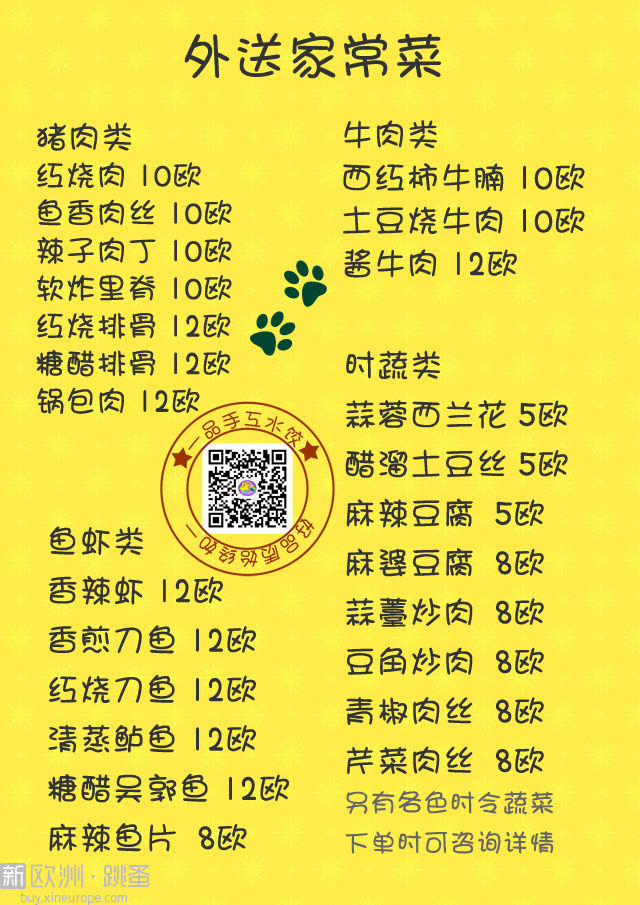 外送家常菜
猪肉类
红烧肉 10欧
鱼香肉丝 10欧
辣子肉丁 10欧
软炸里脊 10欧
红烧排骨 12欧
糖醋排骨 12欧
锅包肉 12欧
牛肉类
西红柿牛腩 10欧
土豆烧牛肉 10欧
酱牛肉 12欧
一品手工水饺
好品质始终如一
鱼虾类
香辣虾 12欧
香煎刀鱼 12欧
红烧刀鱼 12欧
清蒸鲈鱼 12欧
糖醋吴郭鱼 12欧
麻辣鱼片 8欧
时蔬类
蒜蓉西兰花 5欧
醋溜土豆丝 5欧
麻辣豆腐 5欧
麻婆豆腐 8欧
蒜薹炒肉 8欧
豆角炒肉 8欧
青椒肉丝 8欧
芹菜肉丝 8欧
另有各色时令蔬菜
下单时可咨询详情
新欧洲·跳蚤
buy.xineurope.com